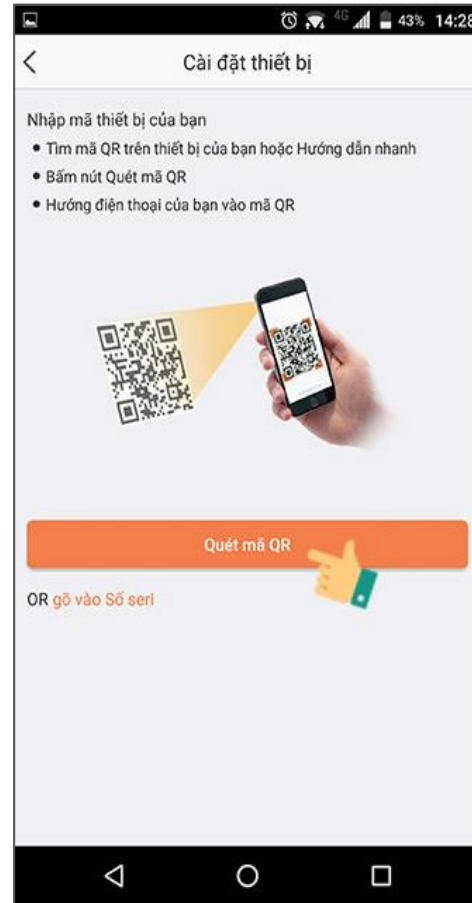 4G 43% 14:28
Cài đặt thiết bị
Nhập mã thiết bị của bạn
• Tìm mã QR trên thiết bị của bạn hoặc Hướng dẫn nhanh
• Bấm nút Quét mã QR
• Hướng điện thoại của bạn vào mã QR
Quét mã QR
OR gõ vào Số seri